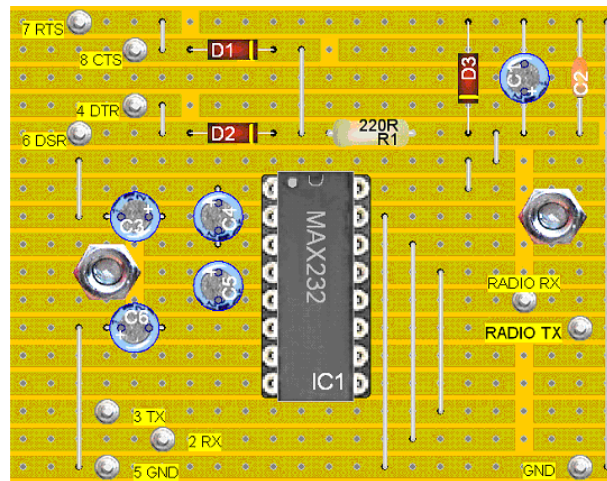 7 RTS
8 CTS
D1
D3
C1
C2
4 DTR
6 DSR
D2
220R
R1
C3
C4
MAX232
C5
RADIO RX
C6
RADIO TX
IC1
3 TX
2 RX
5 GND
GND